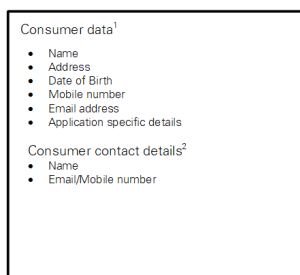 Consumer data¹
• Name
• Address
• Date of Birth
• Mobile number
• Email address
• Application specific details
Consumer contact details²
• Name
• Email/Mobile number